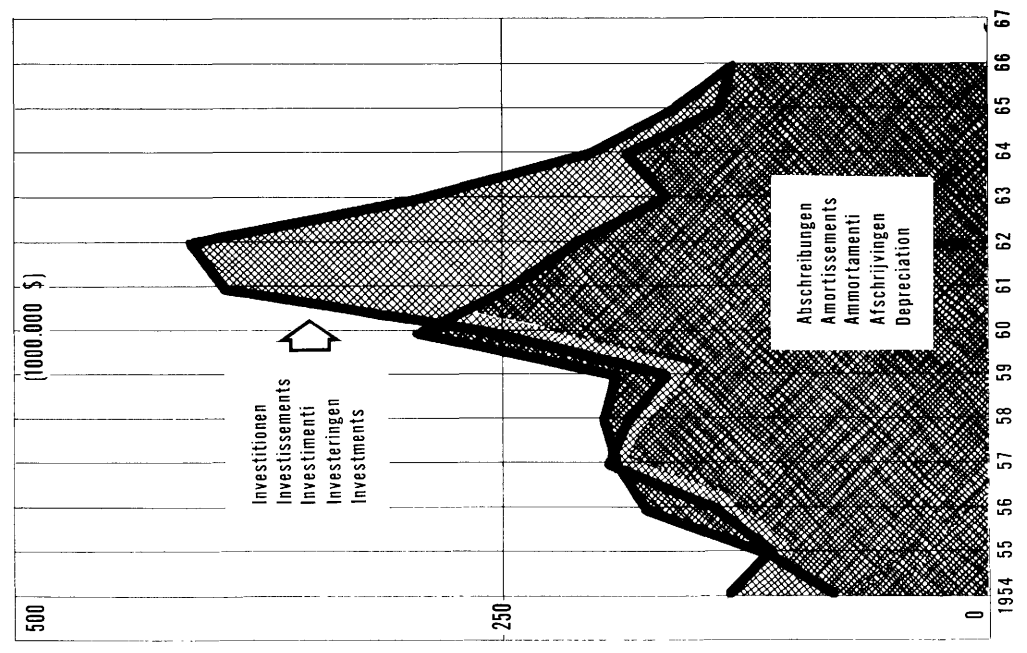 (1000.000 $)
500
250
0
Investitionen
Investissements
Investimenti
Investeringen
Investments
Abschreibungen
Amortissements
Ammortamenti
Afschrijvingen
Depreciation
1954 55 56 57 58 59 60 61 62 63 64 65 66 67